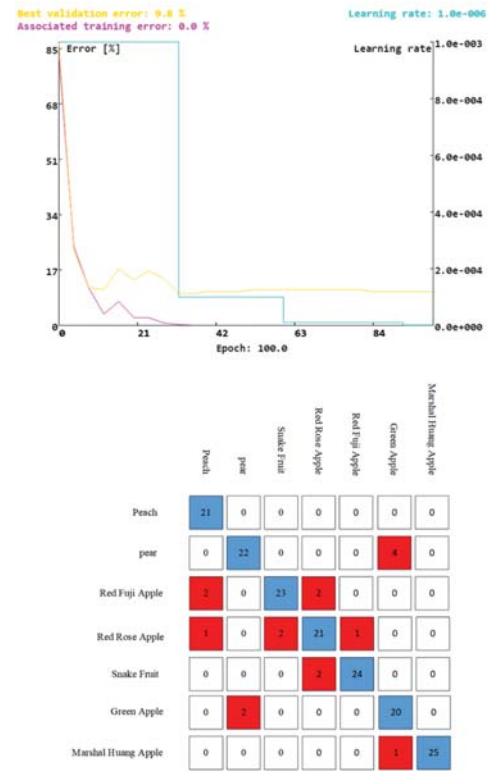 Best validation error: 9.8 % Learning rate: 1.0e-006
Associated training error: 0.0 %
85 Error [%] Learning rate 1.0e-003
68 8.0e-004
51 6.0e-004
34 4.0e-004
17 2.0e-004
0 0.0e+000
0 21 42 63 84
Epoch: 100.0
Peach pear Snake Fruit Red Rose Apple Red Fuji Apple Green Apple Marshal Huang Apple
Peach 21 0 0 0 0 0 0
pear 0 22 0 0 0 4 0
Red Fuji Apple 2 0 23 2 0 0 0
Red Rose Apple 1 0 2 21 1 0 0
Snake Fruit 0 0 0 2 24 0 0
Green Apple 0 2 0 0 0 20 0
Marshal Huang Apple 0 0 0 0 0 1 25